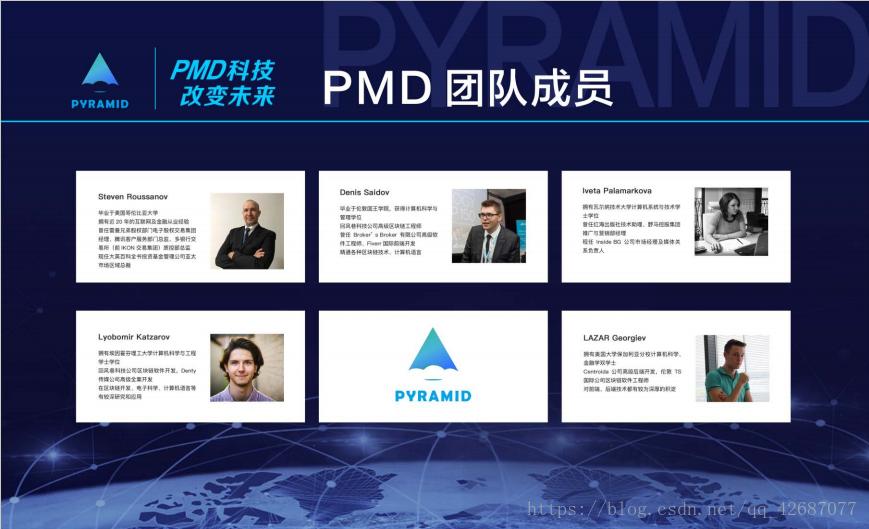 PYRAMID
PYRAMID
PMD科技
改变未来
PMD 团队成员
Steven Roussanov
毕业于美国哥伦比亚大学
拥有近 20 年的互联网及金融从业经验
曾任雷曼兄弟股权部门电子股权交易集团
经理、腾讯客户服务部门总监、多银行交
易所（前 IKON 交易集团）质控部总监
现任大英百科全书投资基金管理公司亚太
市场区域总裁
Denis Saidov
毕业于伦敦国王学院，获得计算机科学与
管理学位
回风巷科技公司高级区块链工程师
曾任 Broker’s Broker 有限公司高级软
件工程师、Fixerr 国际前端开发
精通各种区块链技术、计算机语言
Iveta Palamarkova
拥有瓦尔纳技术大学计算机系统与技术学
士学位
曾任红海出版社技术助理、野马控股集团
推广与营销部经理
现任 Inside BG 公司市场经理及媒体关
系负责人
Lyobomir Katzarov
拥有埃因霍芬理工大学计算机科学与工程
学士学位
回风巷科技公司区块链软件开发，Denty
传媒公司高级全集开发
在区块链开发、电子科学、计算机语言等
有较深研究和应用
PYRAMID
LAZAR Georgiev
拥有美国大学保加利亚分校计算机科学、
金融学双学士
Centroida 公司高级后端开发，伦敦 TS
国际公司区块链软件工程师
对前端、后端技术都有较为深厚的积淀
https://blog.csdn.net/qq_42687077